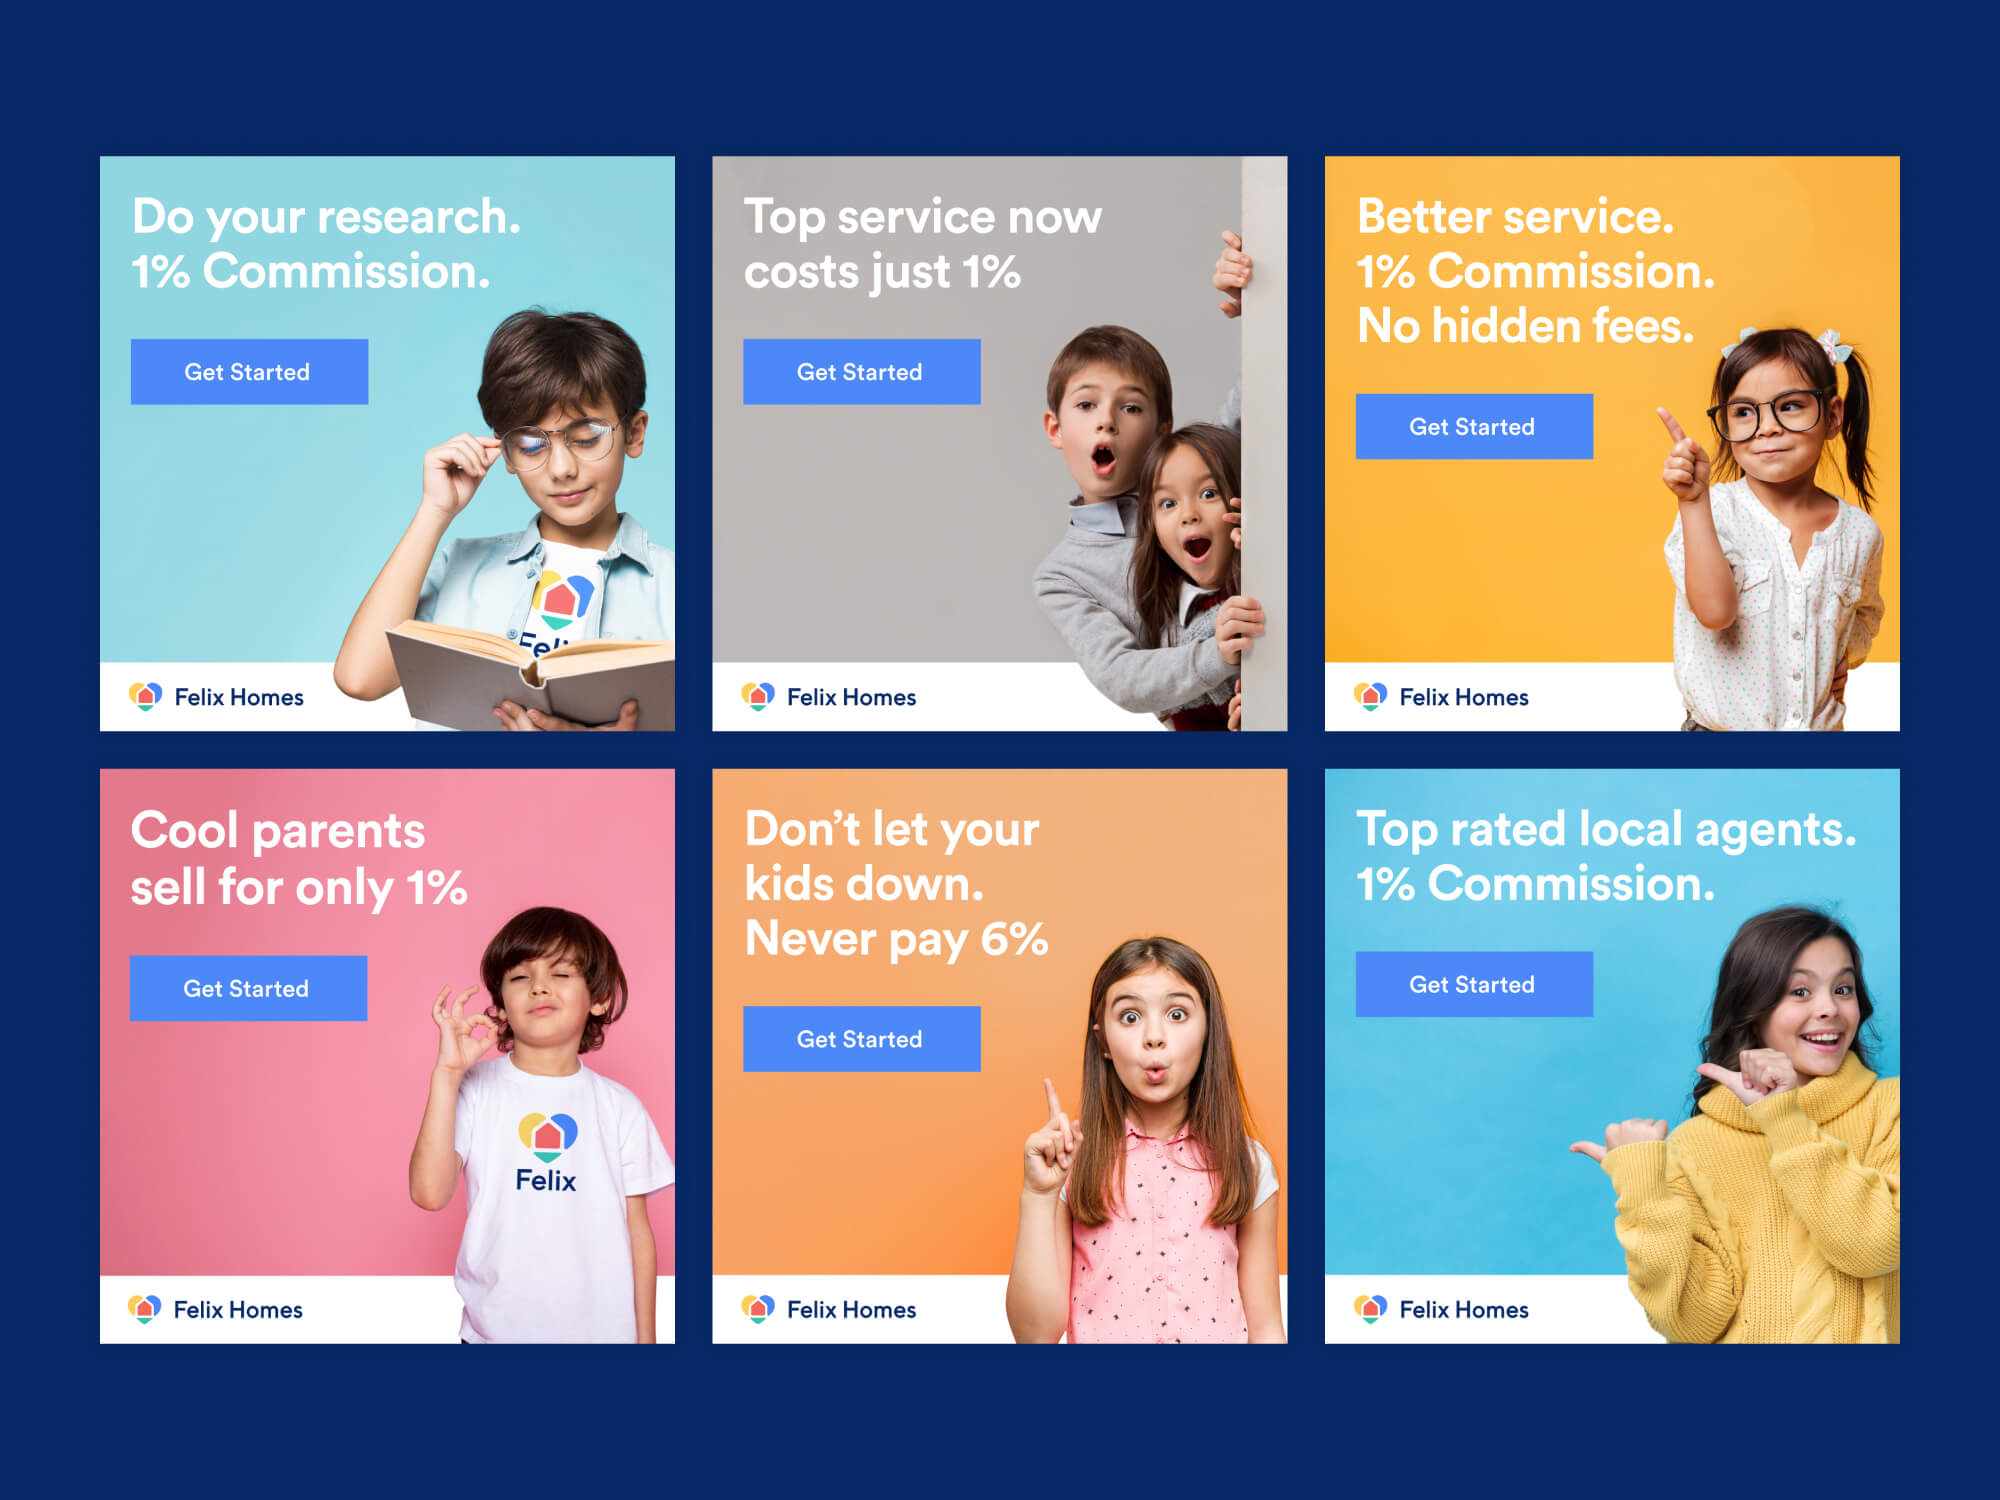 Do your research.
1% Commission.
Get Started
Feli
Felix Homes
Top service now
costs just 1%
Get Started
Felix Homes
Better service.
1% Commission.
No hidden fees.
Get Started
Felix Homes
Cool parents
sell for only 1%
Get Started
Felix
Felix Homes
Don’t let your
kids down.
Never pay 6%
Get Started
Felix Homes
Top rated local agents.
1% Commission.
Get Started
Felix Homes